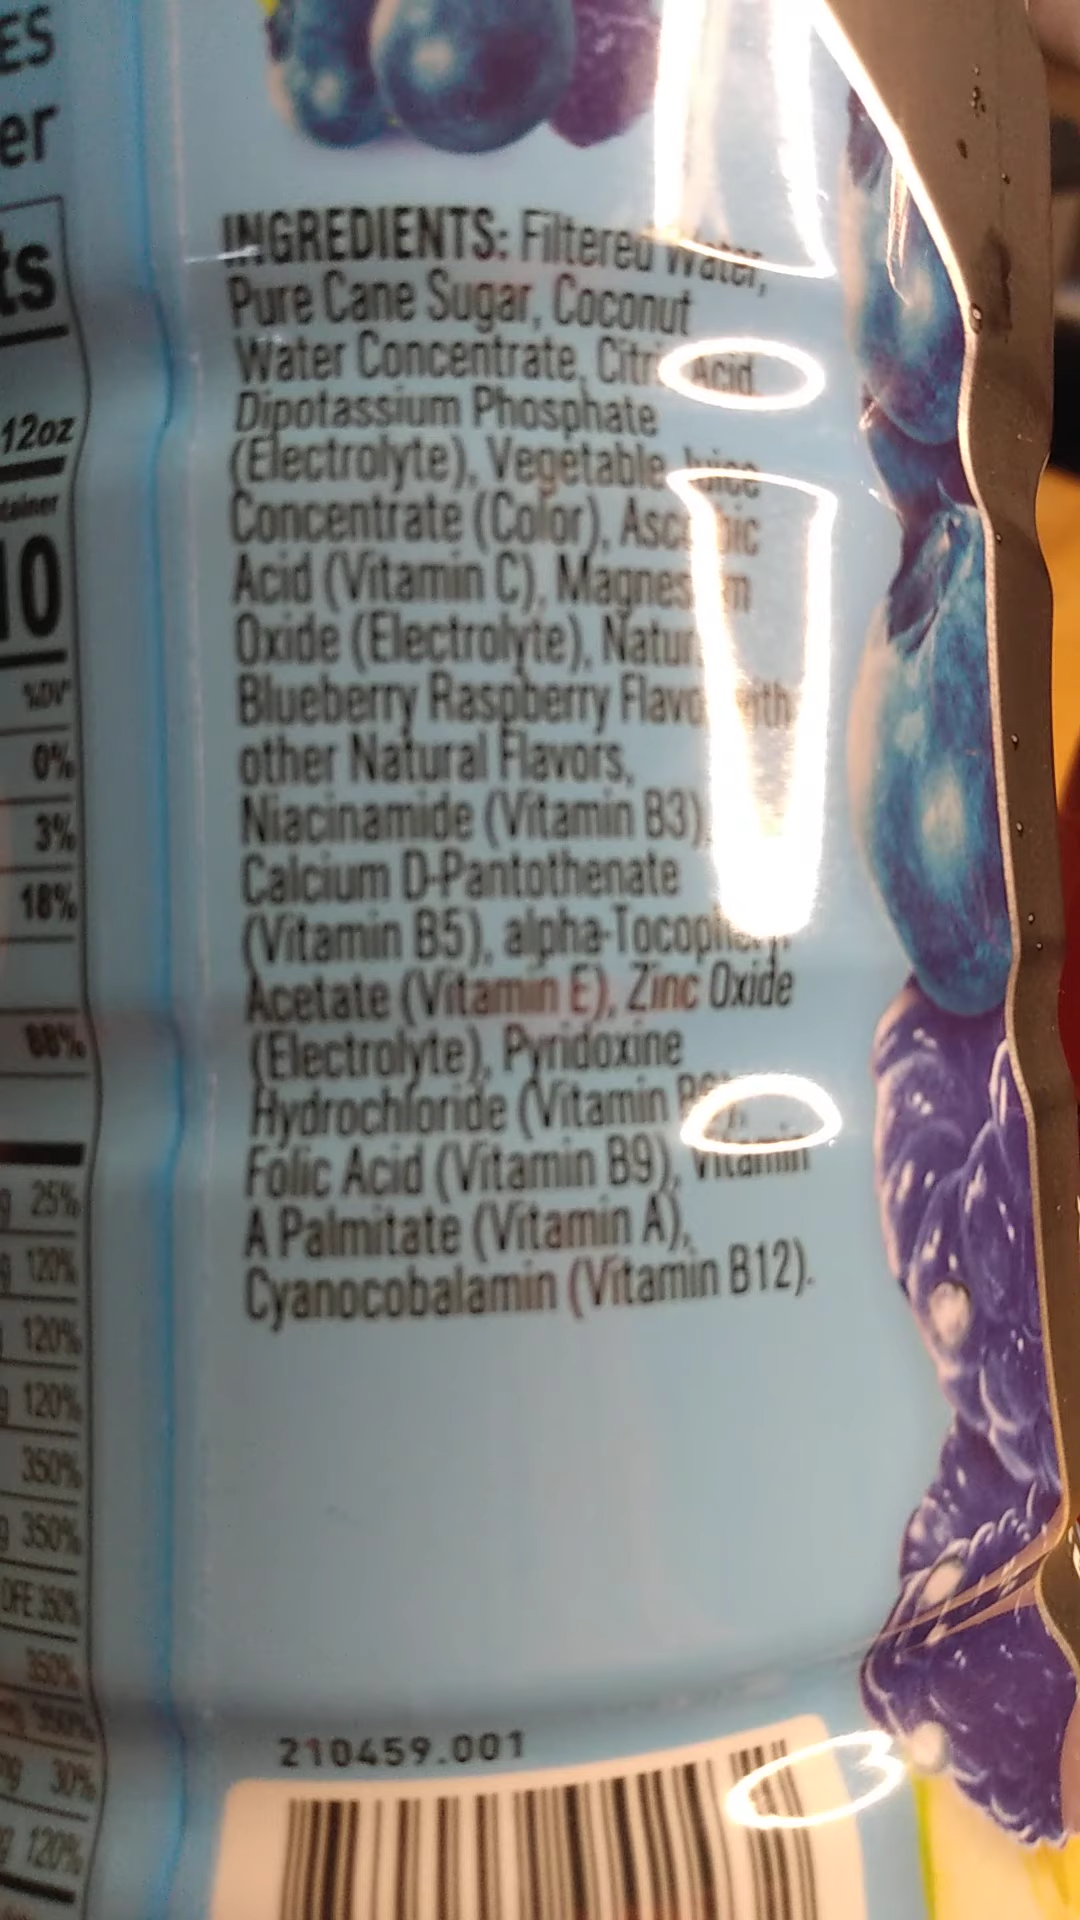 ES
er
ts
12oz
tainer
10
%DV*
0%
3%
18%
88%
g 25%
g 120%
120%
g 120%
350%
g 350%
DFE 350%
350%
350%
30%
120%
INGREDIENTS: Filtered Water,
Pure Cane Sugar, Coconut
Water Concentrate, Citric Acid
Dipotassium Phosphate
(Electrolyte), Vegetable Juice
Concentrate (Color), Ascorbic
Acid (Vitamin C), Magnesium
Oxide (Electrolyte), Natural
Blueberry Raspberry Flavor with
other Natural Flavors,
Niacinamide (Vitamin B3)
Calcium D-Pantothenate
(Vitamin B5), alpha-Tocopheryl
Acetate (Vitamin E), Zinc Oxide
(Electrolyte), Pyridoxine
Hydrochloride (Vitamin B6),
Folic Acid (Vitamin B9), Vitamin
A Palmitate (Vitamin A),
Cyanocobalamin (Vitamin B12).
210459.001